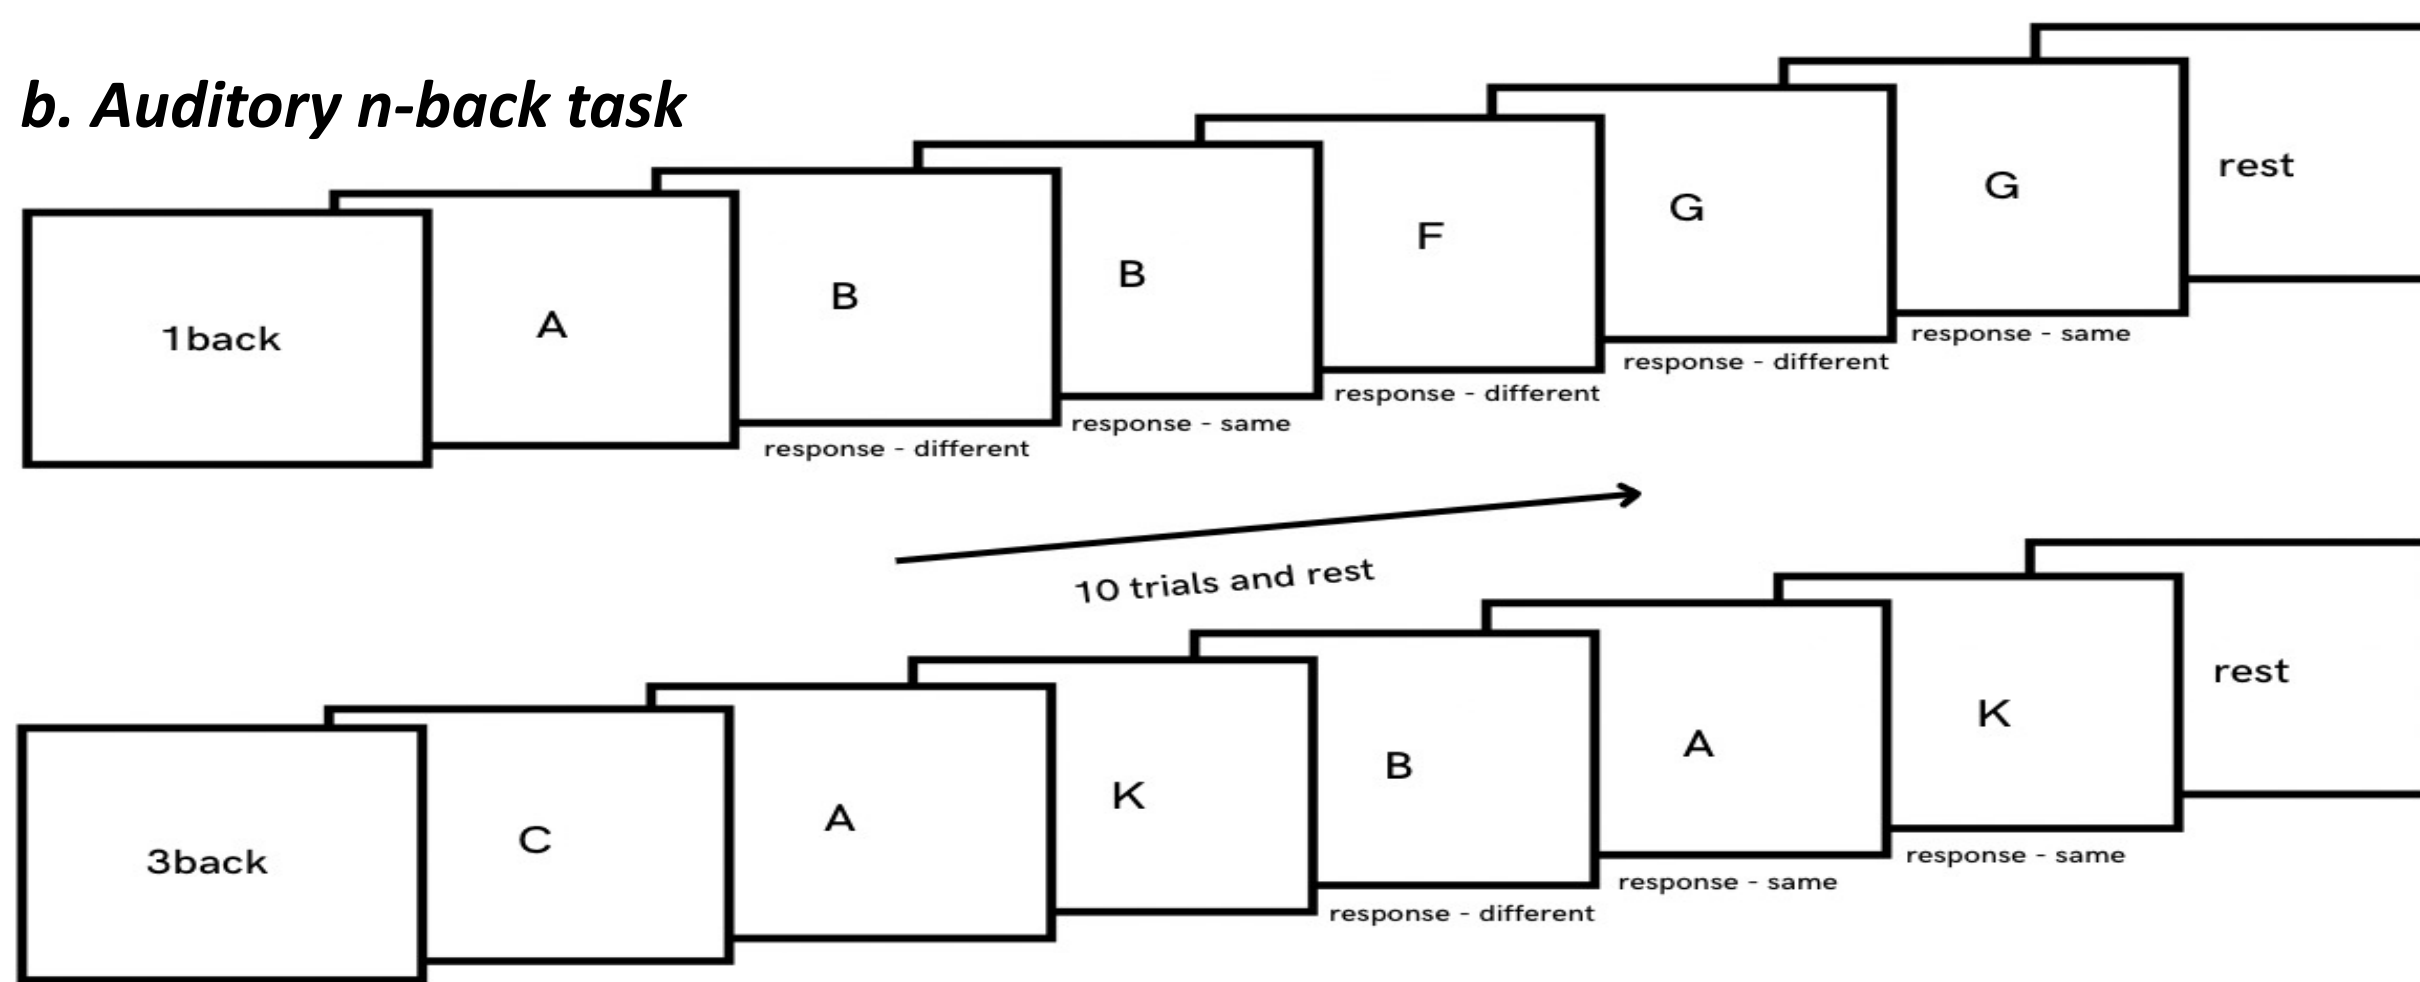 b. Auditory n-back task
1back
A
B
response - different
B
response - same
F
response - different
G
response - different
G
response - same
rest
10 trials and rest
3back
C
A
K
B
response - different
A
response - same
K
response - same
rest